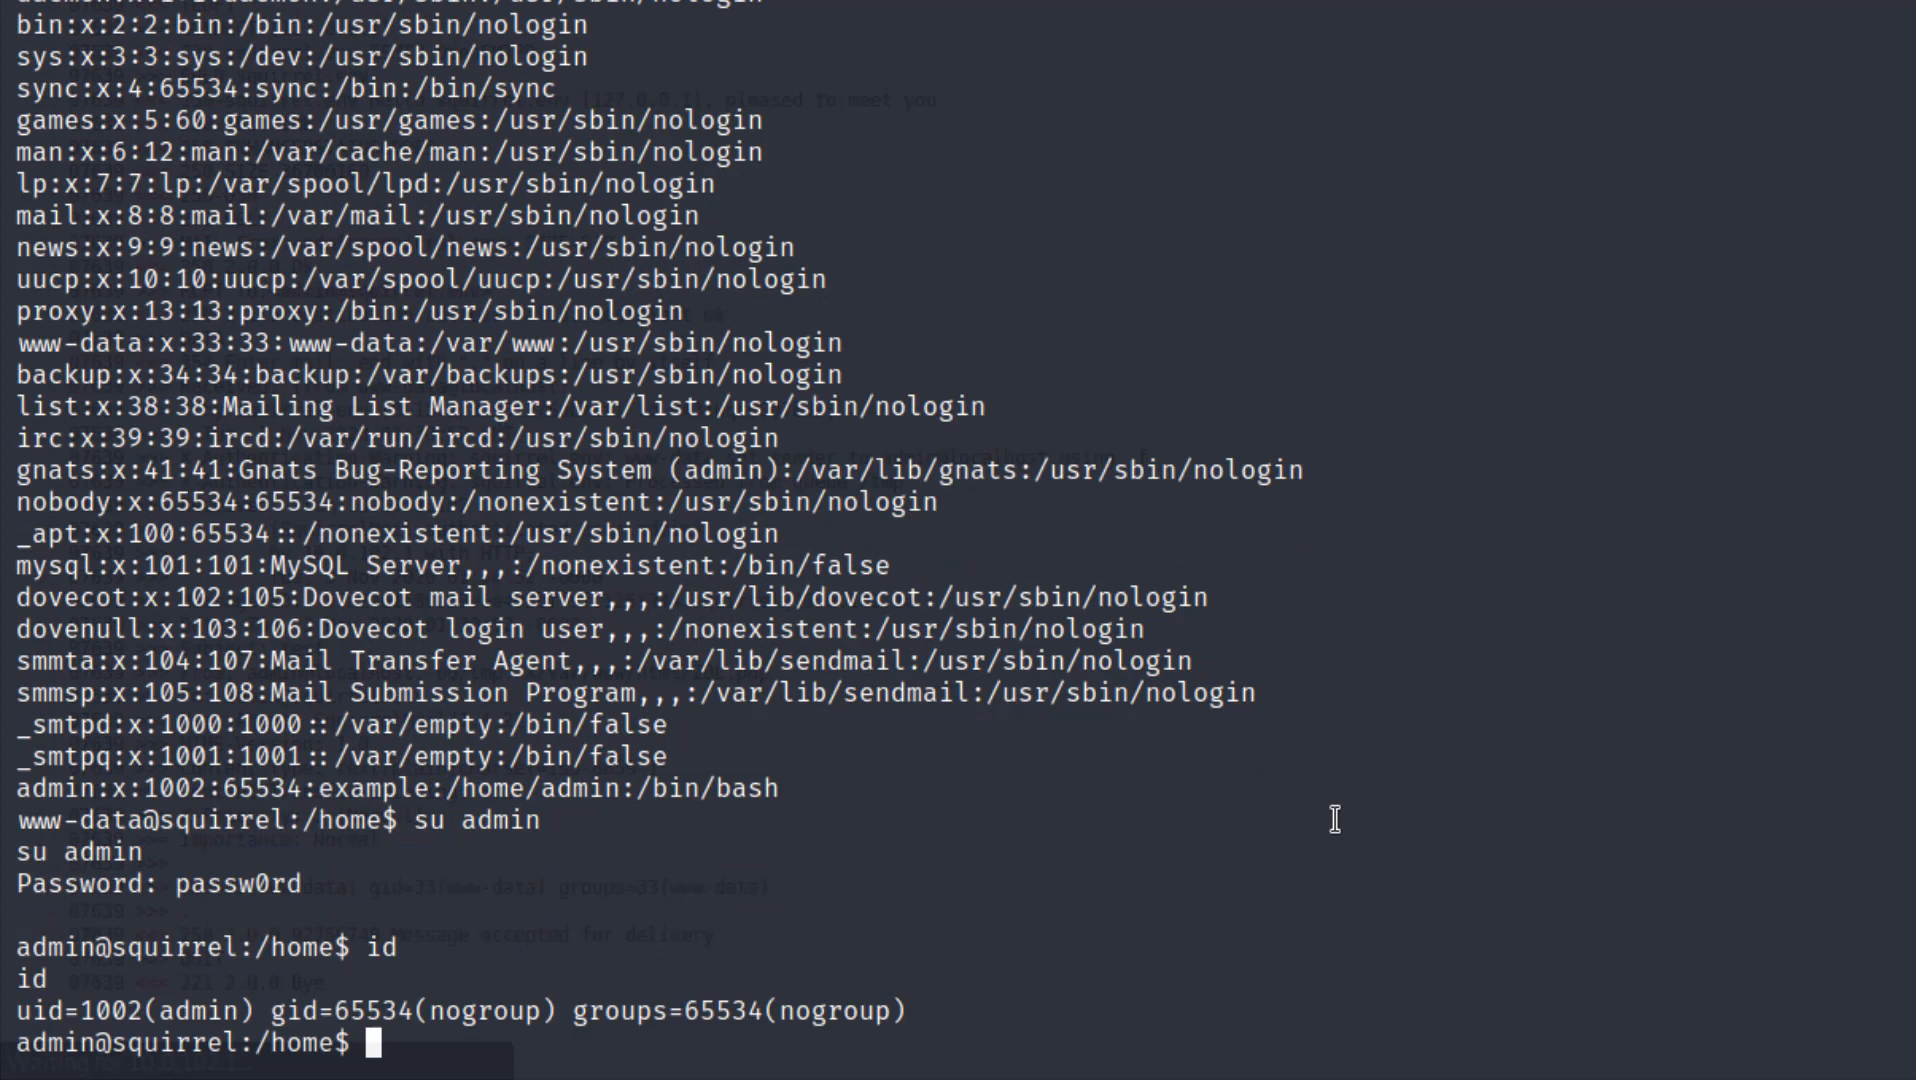 bin:x:2:2:bin:/bin:/usr/sbin/nologin
sys:x:3:3:sys:/dev:/usr/sbin/nologin
sync:x:4:65534:sync:/bin:/bin/sync
games:x:5:60:games:/usr/games:/usr/sbin/nologin
man:x:6:12:man:/var/cache/man:/usr/sbin/nologin
lp:x:7:7:lp:/var/spool/lpd:/usr/sbin/nologin
mail:x:8:8:mail:/var/mail:/usr/sbin/nologin
news:x:9:9:news:/var/spool/news:/usr/sbin/nologin
uucp:x:10:10:uucp:/var/spool/uucp:/usr/sbin/nologin
proxy:x:13:13:proxy:/bin:/usr/sbin/nologin
www-data:x:33:33:www-data:/var/www:/usr/sbin/nologin
backup:x:34:34:backup:/var/backups:/usr/sbin/nologin
list:x:38:38:Mailing List Manager:/var/list:/usr/sbin/nologin
irc:x:39:39:ircd:/var/run/ircd:/usr/sbin/nologin
gnats:x:41:41:Gnats Bug-Reporting System (admin):/var/lib/gnats:/usr/sbin/nologin
nobody:x:65534:65534:nobody:/nonexistent:/usr/sbin/nologin
_apt:x:100:65534::/nonexistent:/usr/sbin/nologin
mysql:x:101:101:MySQL Server,,,:/nonexistent:/bin/false
dovecot:x:102:105:Dovecot mail server,,,:/usr/lib/dovecot:/usr/sbin/nologin
dovenull:x:103:106:Dovecot login user,,,:/nonexistent:/usr/sbin/nologin
smmta:x:104:107:Mail Transfer Agent,,,:/var/lib/sendmail:/usr/sbin/nologin
smmsp:x:105:108:Mail Submission Program,,,:/var/lib/sendmail:/usr/sbin/nologin
_smtpd:x:1000:1000::/var/empty:/bin/false
_smtpq:x:1001:1001::/var/empty:/bin/false
admin:x:1002:65534:example:/home/admin:/bin/bash
www-data@squirrel:/home$ su admin
su admin
Password: passw0rd
admin@squirrel:/home$ id
id
uid=1002(admin) gid=65534(nogroup) groups=65534(nogroup)
admin@squirrel:/home$